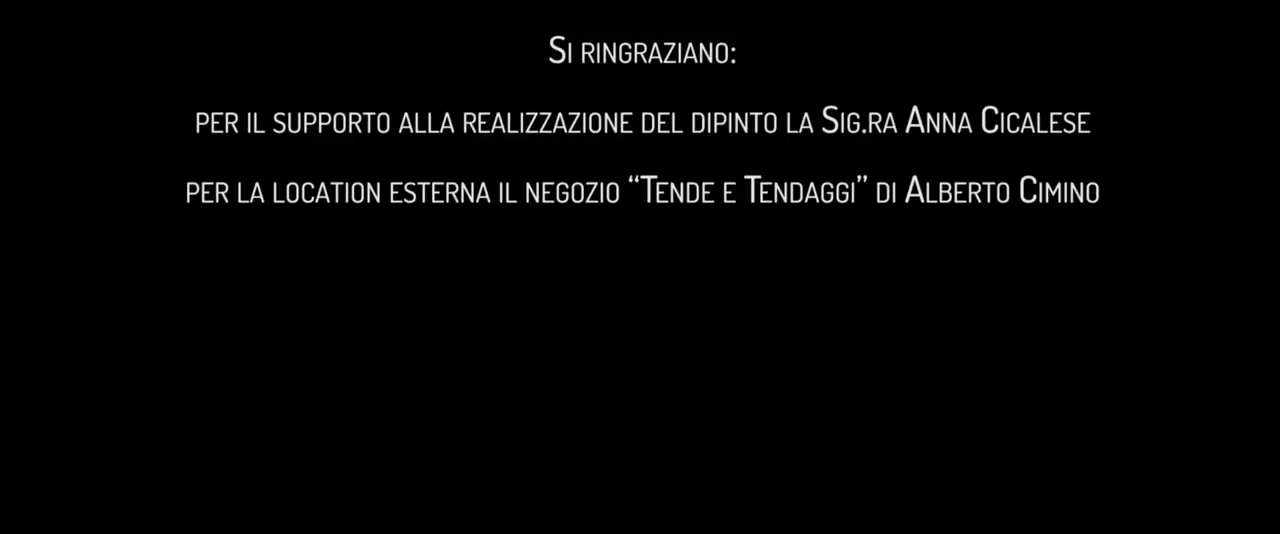 Si ringraziano:
per il supporto alla realizzazione del dipinto la Sig.ra Anna Cicalese
per la location esterna il negozio “Tende e Tendaggi” di Alberto Cimino